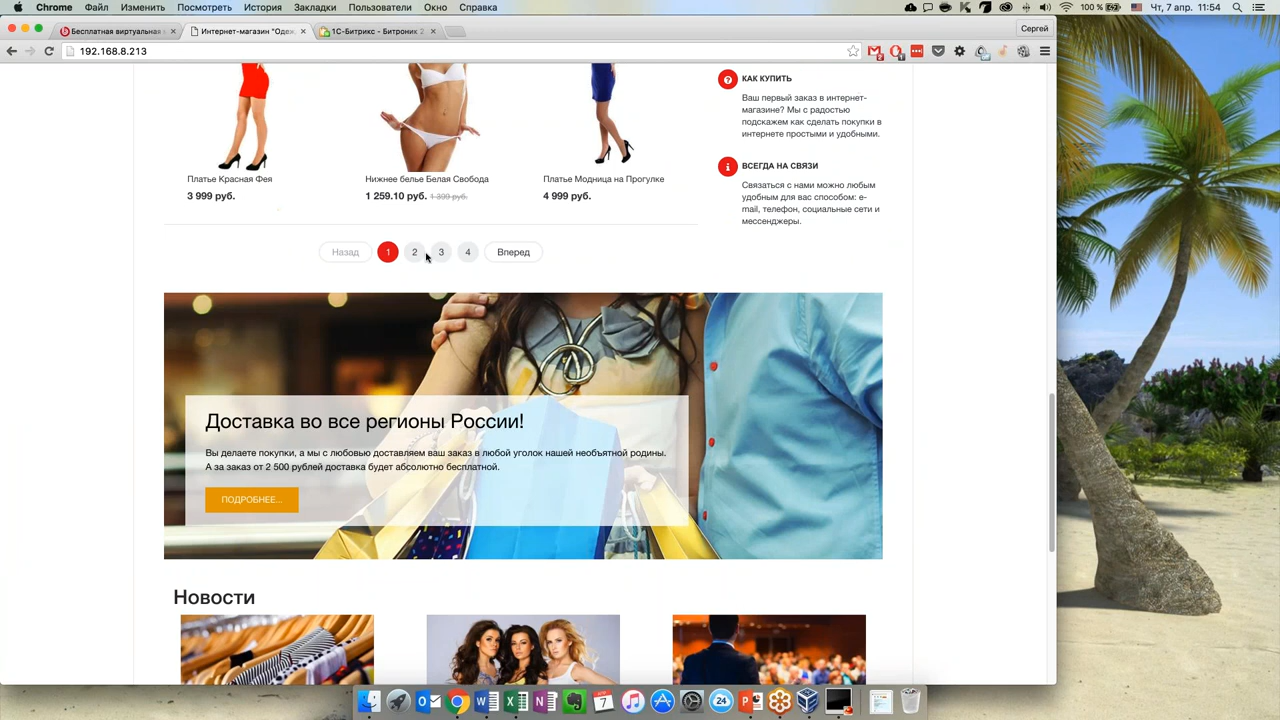 Chrome Файл Изменить Посмотреть История Закладки Пользователи Окно Справка 100 % Чт, 7 апр. 11:54
Бесплатная виртуальная Интернет-магазин "Одеж 1С-Битрикс - Битроник 2 Сергей
192.168.8.213
КАК КУПИТЬ
Ваш первый заказ в интернет-
магазине? Мы с радостью
подскажем как сделать покупки в
интернете простыми и удобными.
ВСЕГДА НА СВЯЗИ
Связаться с нами можно любым
удобным для вас способом: e-
mail, телефон, социальные сети и
мессенджеры.
Платье Красная Фея
3 999 руб.
Нижнее белье Белая Свобода
1 259.10 руб. 1 399 руб.
Платье Модница на Прогулке
4 999 руб.
Назад 1 2 3 4 Вперед
Доставка во все регионы России!
Вы делаете покупки, а мы с любовью доставляем ваш заказ в любой уголок нашей необъятной родины.
А за заказ от 2 500 рублей доставка будет абсолютно бесплатной.
ПОДРОБНЕЕ...
Новости